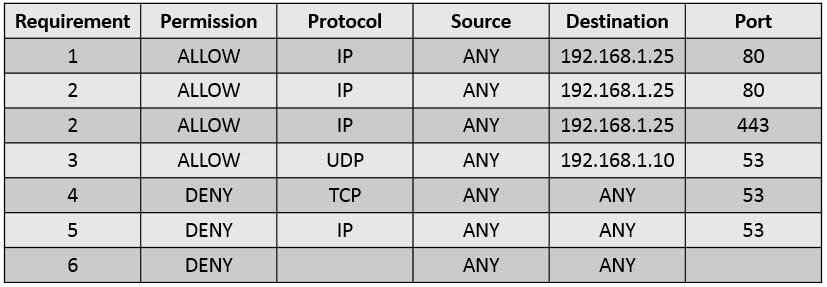 Requirement Permission Protocol Source Destination Port
1 ALLOW IP ANY 192.168.1.25 80
2 ALLOW IP ANY 192.168.1.25 80
2 ALLOW IP ANY 192.168.1.25 443
3 ALLOW UDP ANY 192.168.1.10 53
4 DENY TCP ANY ANY 53
5 DENY IP ANY ANY 53
6 DENY ANY ANY